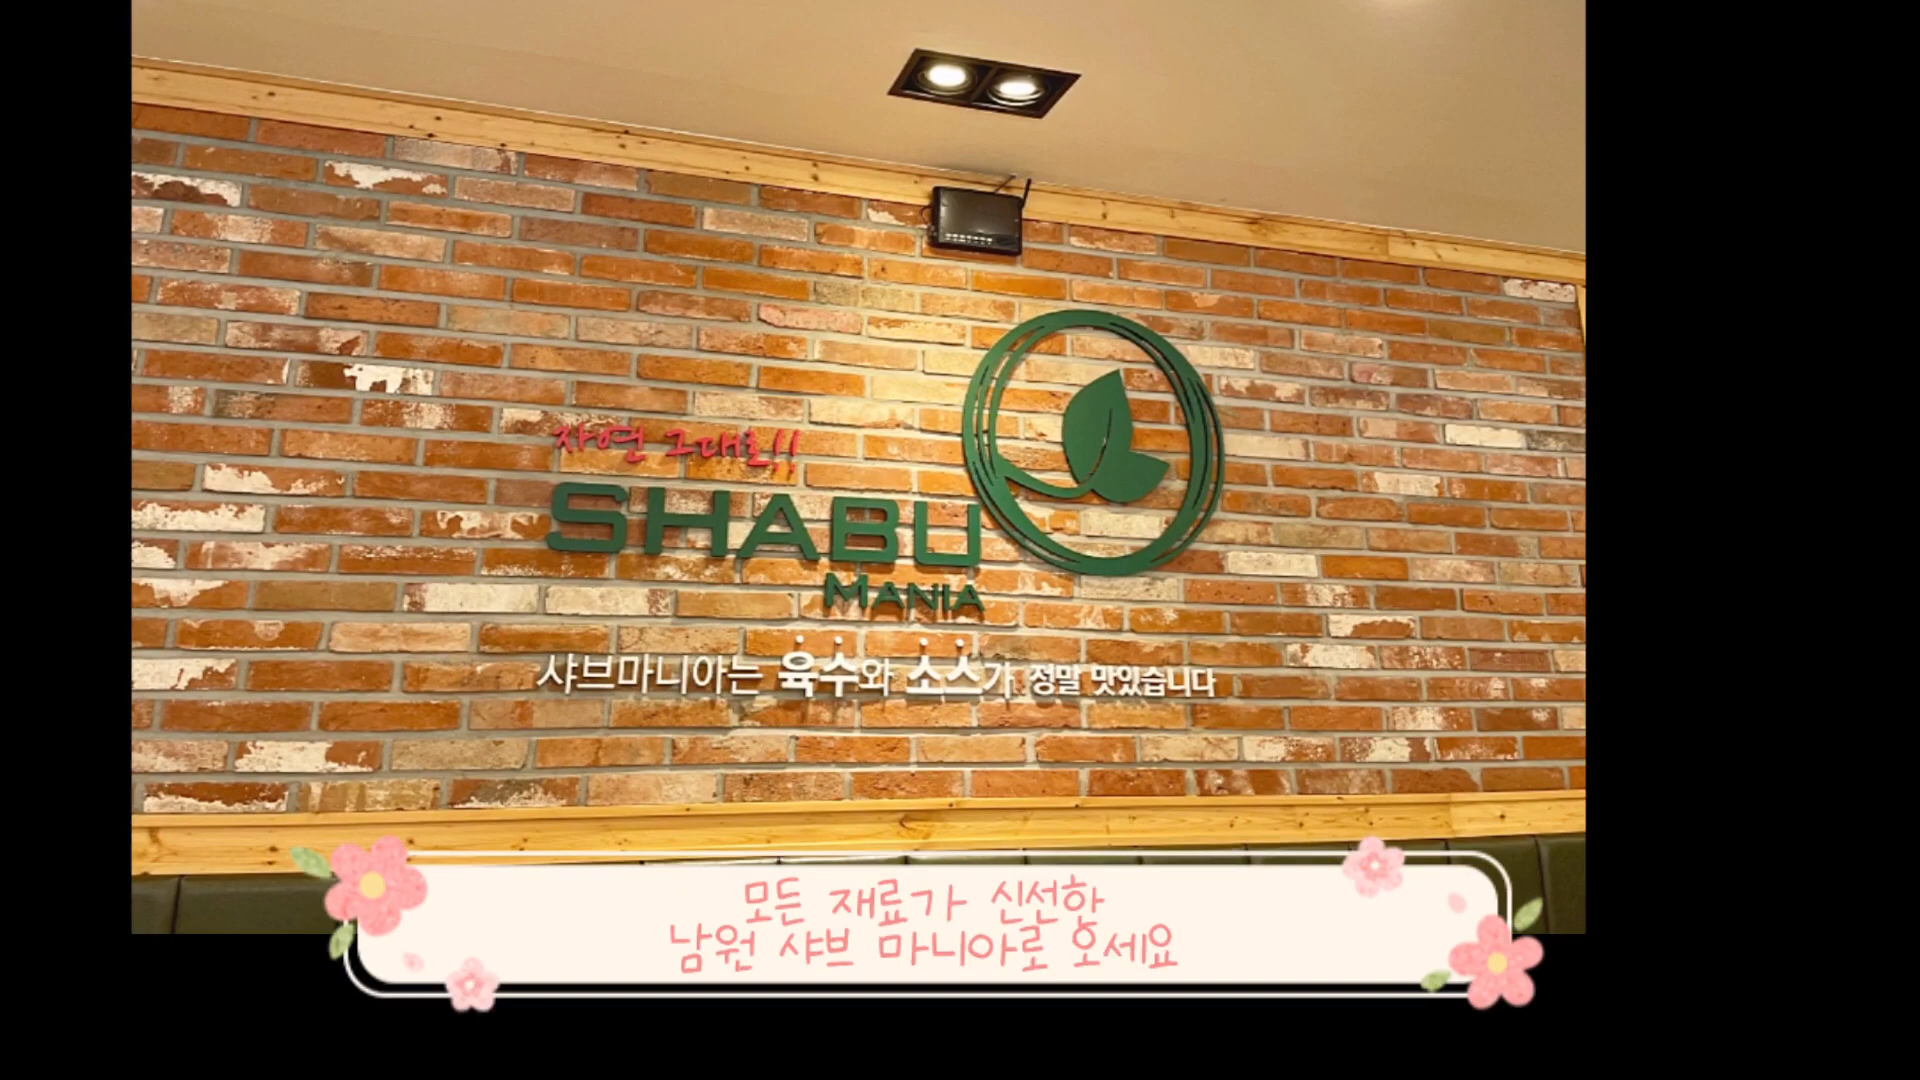 자연 그대로!!
SHABU
MANIA
샤브마니아는 육수와 소스가 정말 맛있습니다
모든 재료가 신선한
남원 샤브 마니아로 오세요